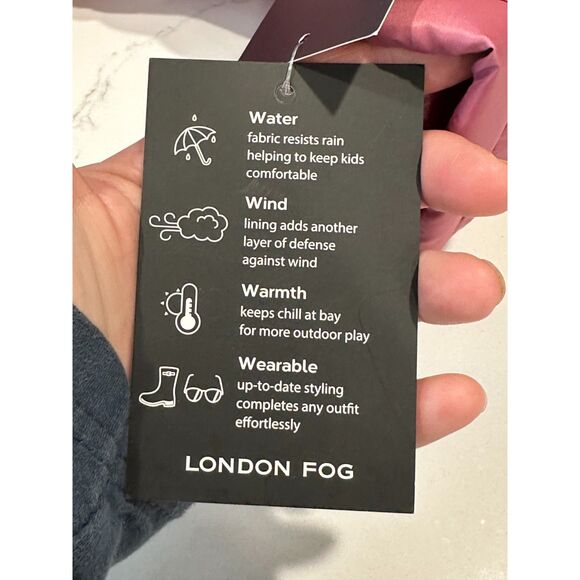 Water
fabric resists rain
helping to keep kids
comfortable
Wind
lining adds another
layer of defense
against wind
Warmth
keeps chill at bay
for more outdoor play
Wearable
up-to-date styling
completes any outfit
effortlessly
LONDON FOG